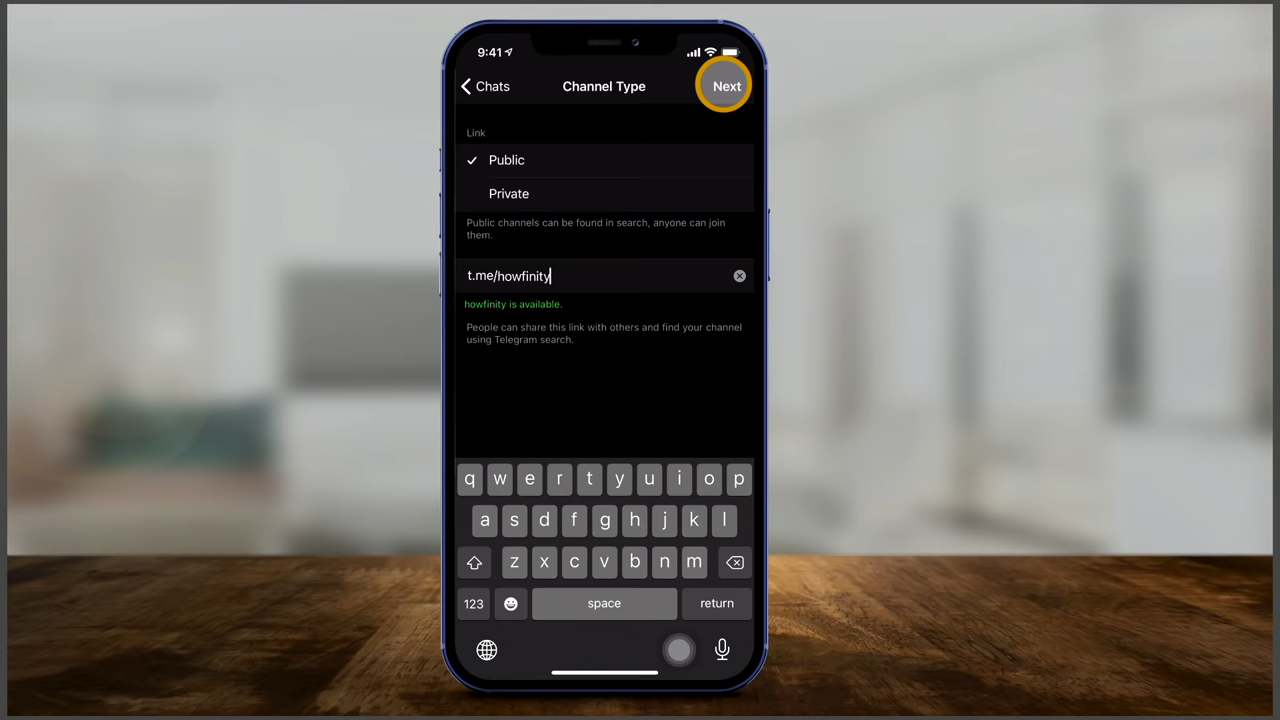 9:41
Chats
Channel Type
Next
Link
Public
Private
Public channels can be found in search, anyone can join
them.
t.me/howfinity
howfinity is available.
People can share this link with others and find your channel
using Telegram search.
q w e r t y u i o p
a s d f g h j k l
z x c v b n m
123
space
return